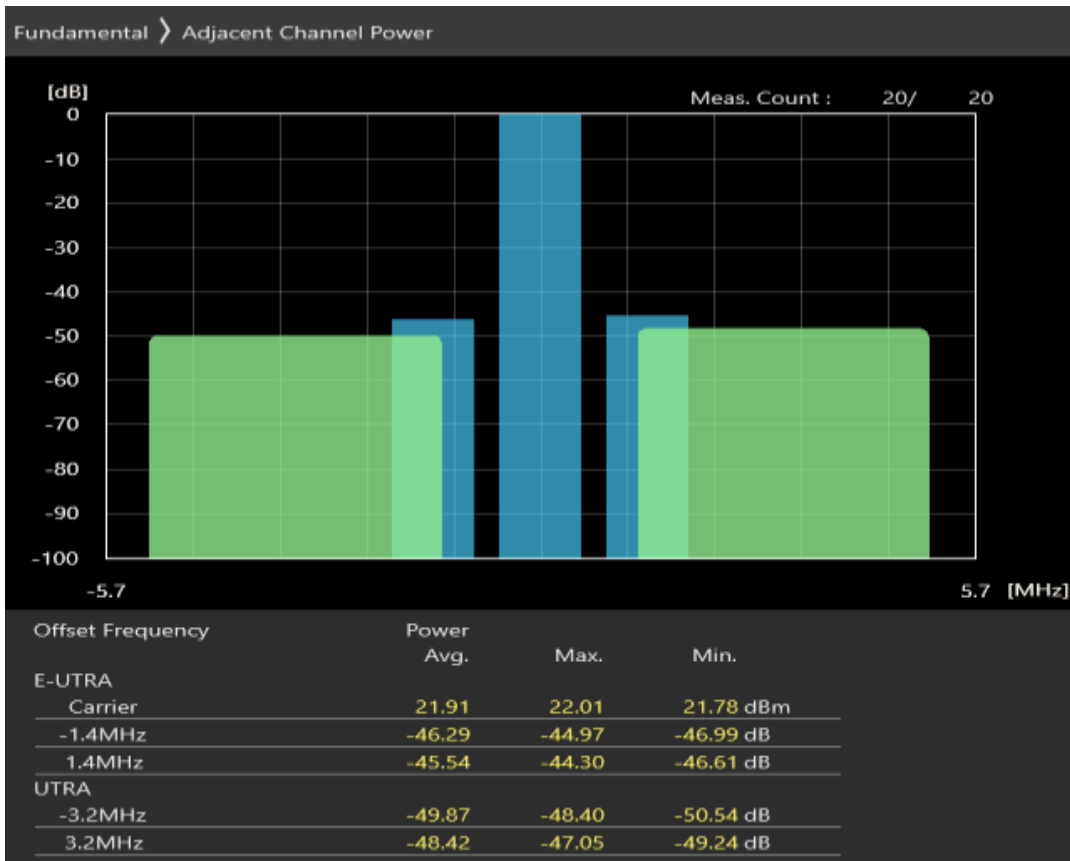 Fundamental 〉 Adjacent Channel Power
[dB]
Meas. Count : 20/ 20
0
-10
-20
-30
-40
-50
-60
-70
-80
-90
-100
-5.7 5.7 [MHz]
Offset Frequency Power
Avg. Max. Min.
E-UTRA
Carrier 21.91 22.01 21.78 dBm
-1.4MHz -46.29 -44.97 -46.99 dB
1.4MHz -45.54 -44.30 -46.61 dB
UTRA
-3.2MHz -49.87 -48.40 -50.54 dB
3.2MHz -48.42 -47.05 -49.24 dB